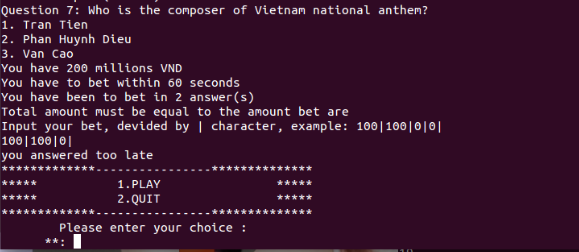 Question 7: Who is the composer of Vietnam national anthem?
1. Tran Tien
2. Phan Huynh Dieu
3. Van Cao
You have 200 millions VND
You have to bet within 60 seconds
You have been to bet in 2 answer(s)
Total amount must be equal to the amount bet are
Input your bet, devided by | character, example: 100|100|0|0|
100|100|0|
you answered too late
*************----------------**************
***** 1.PLAY *****
***** 2.QUIT *****
*************----------------**************
Please enter your choice :
**: